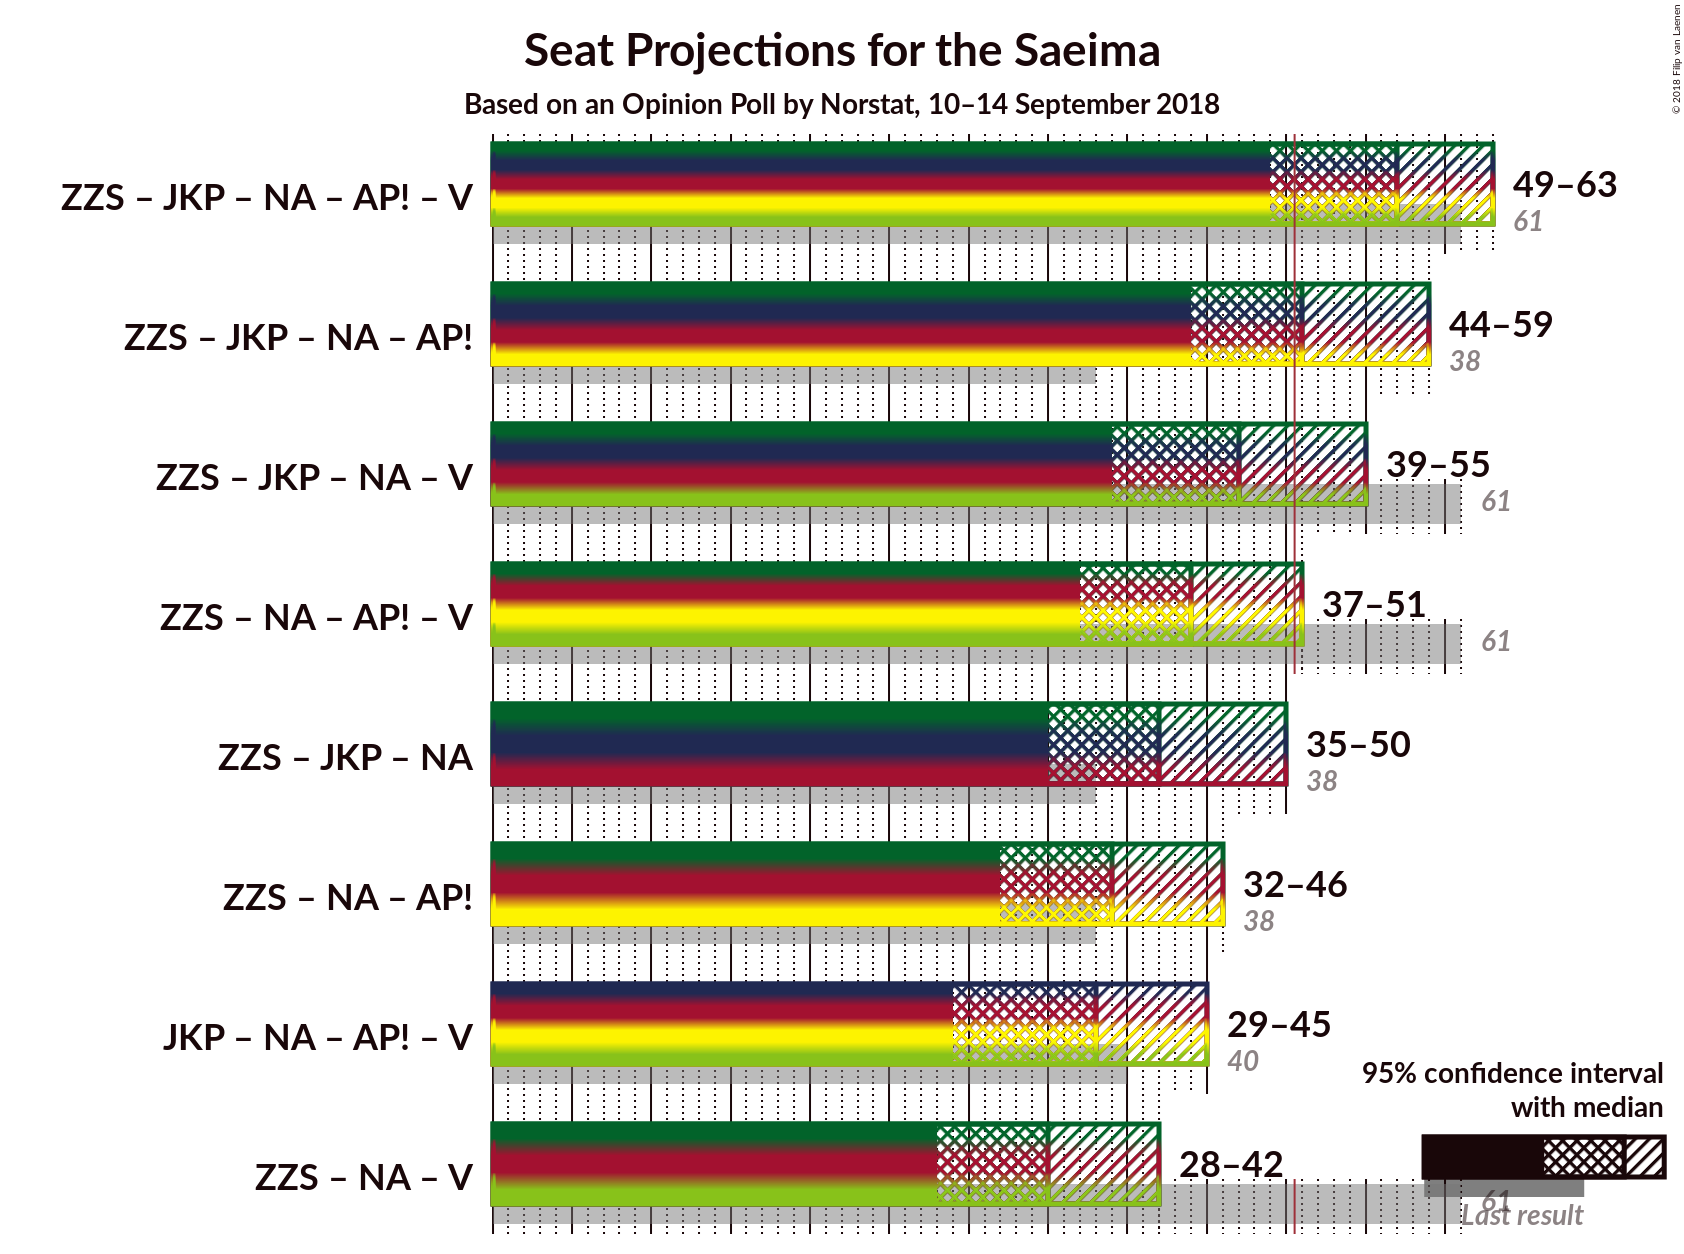 Seat Projections for the Saeima
Based on an Opinion Poll by Norstat, 10–14 September 2018
© 2018 Filip van Laenen
ZZS – JKP – NA – AP! – V
49–63
61
ZZS – JKP – NA – AP!
44–59
38
ZZS – JKP – NA – V
39–55
61
ZZS – NA – AP! – V
37–51
61
ZZS – JKP – NA
35–50
38
ZZS – NA – AP!
32–46
38
JKP – NA – AP! – V
29–45
40
ZZS – NA – V
28–42
61
95% confidence interval
with median
Last result